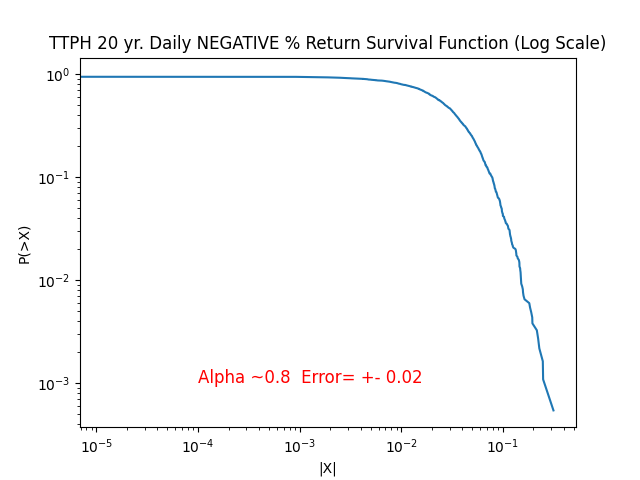 TTPH 20 yr. Daily NEGATIVE % Return Survival Function (Log Scale)
10⁰
10⁻¹
10⁻²
10⁻³
P(>X)
Alpha ~0.8  Error= +- 0.02
10⁻⁵ 10⁻⁴ 10⁻³ 10⁻² 10⁻¹
|X|